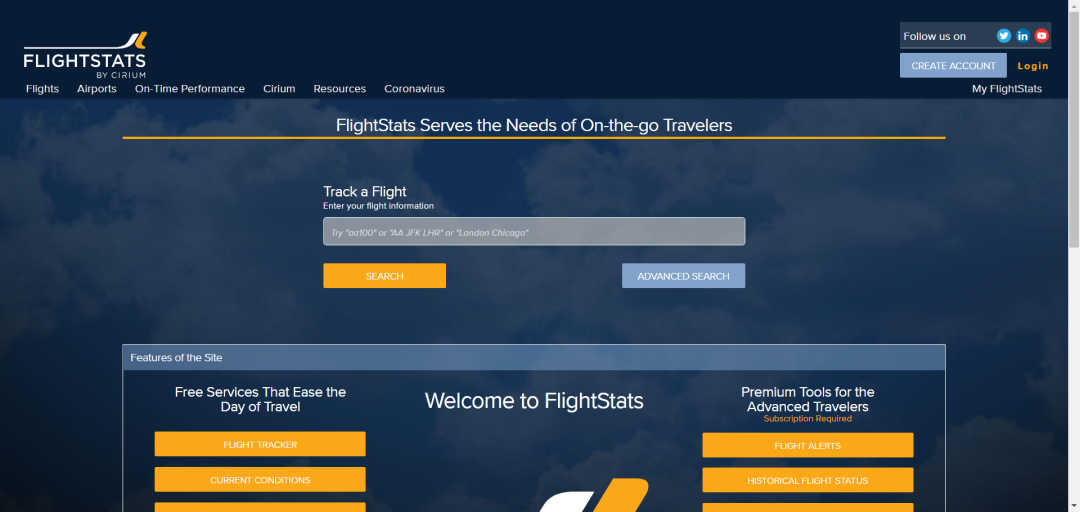 Follow us on
FLIGHTSTATS
BY CIRIUM
CREATE ACCOUNT
Login
Flights
Airports
On-Time Performance
Cirium
Resources
Coronavirus
My FlightStats
FlightStats Serves the Needs of On-the-go Travelers
Track a Flight
Enter your flight information
Try "aa100" or "AA JFK LHR" or "London Chicago"
SEARCH
ADVANCED SEARCH
Features of the Site
Free Services That Ease the
Day of Travel
FLIGHT TRACKER
CURRENT CONDITIONS
Welcome to FlightStats
Premium Tools for the
Advanced Travelers
Subscription Required
FLIGHT ALERTS
HISTORICAL FLIGHT STATUS